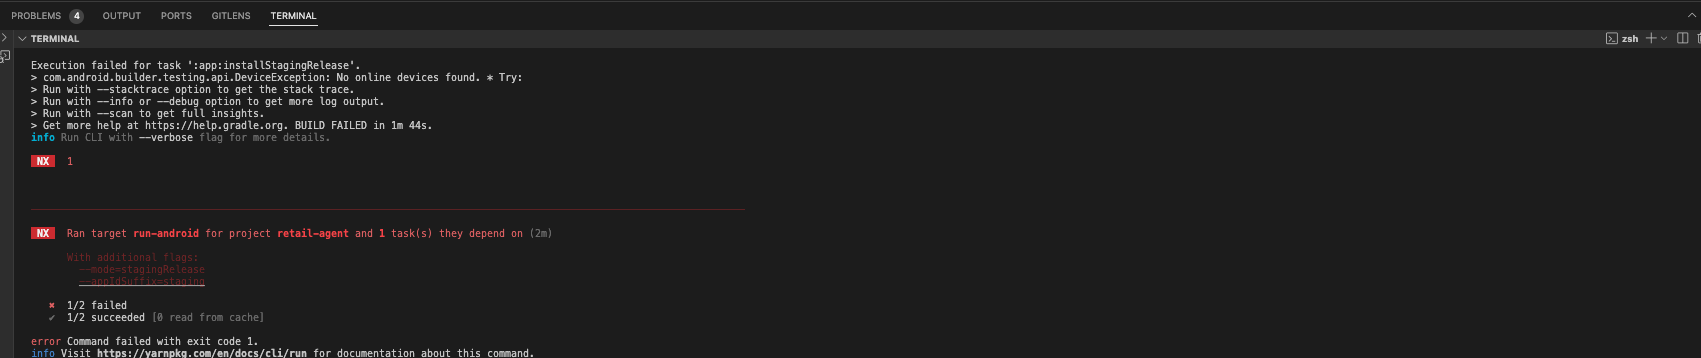 PROBLEMS 4 OUTPUT PORTS GITLENS TERMINAL
TERMINAL zsh
Execution failed for task ':app:installStagingRelease'.
> com.android.builder.testing.api.DeviceException: No online devices found. * Try:
> Run with --stacktrace option to get the stack trace.
> Run with --info or --debug option to get more log output.
> Run with --scan to get full insights.
> Get more help at https://help.gradle.org. BUILD FAILED in 1m 44s.
info Run CLI with --verbose flag for more details.
NX 1
NX Ran target run-android for project retail-agent and 1 task(s) they depend on (2m)
With additional flags:
--mode=stagingRelease
--appIdSuffix=staging
✖ 1/2 failed
✔ 1/2 succeeded [0 read from cache]
error Command failed with exit code 1.
info Visit https://yarnpkg.com/en/docs/cli/run for documentation about this command.